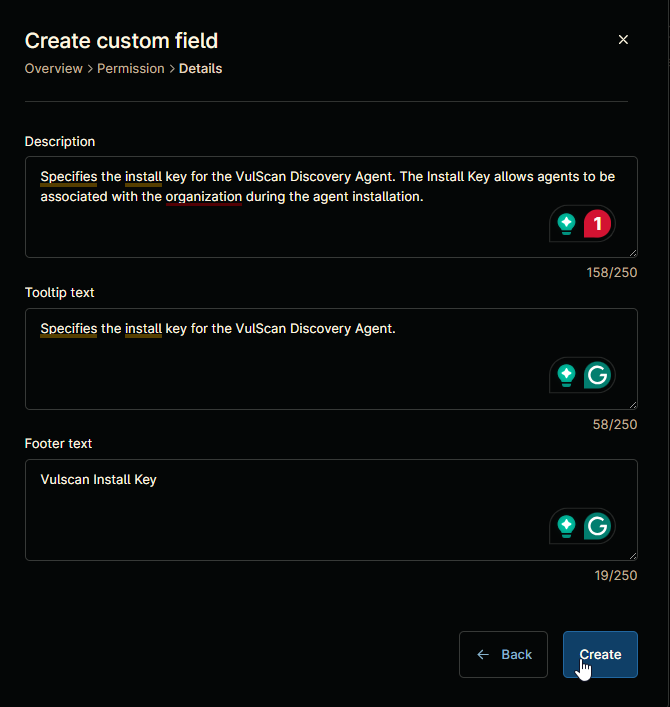 Create custom field
Overview > Permission > Details
Description
Specifies the install key for the VulScan Discovery Agent. The Install Key allows agents to be
associated with the organization during the agent installation.
1
158/250
Tooltip text
Specifies the install key for the VulScan Discovery Agent.
G
58/250
Footer text
Vulscan Install Key
G
19/250
← Back
Create